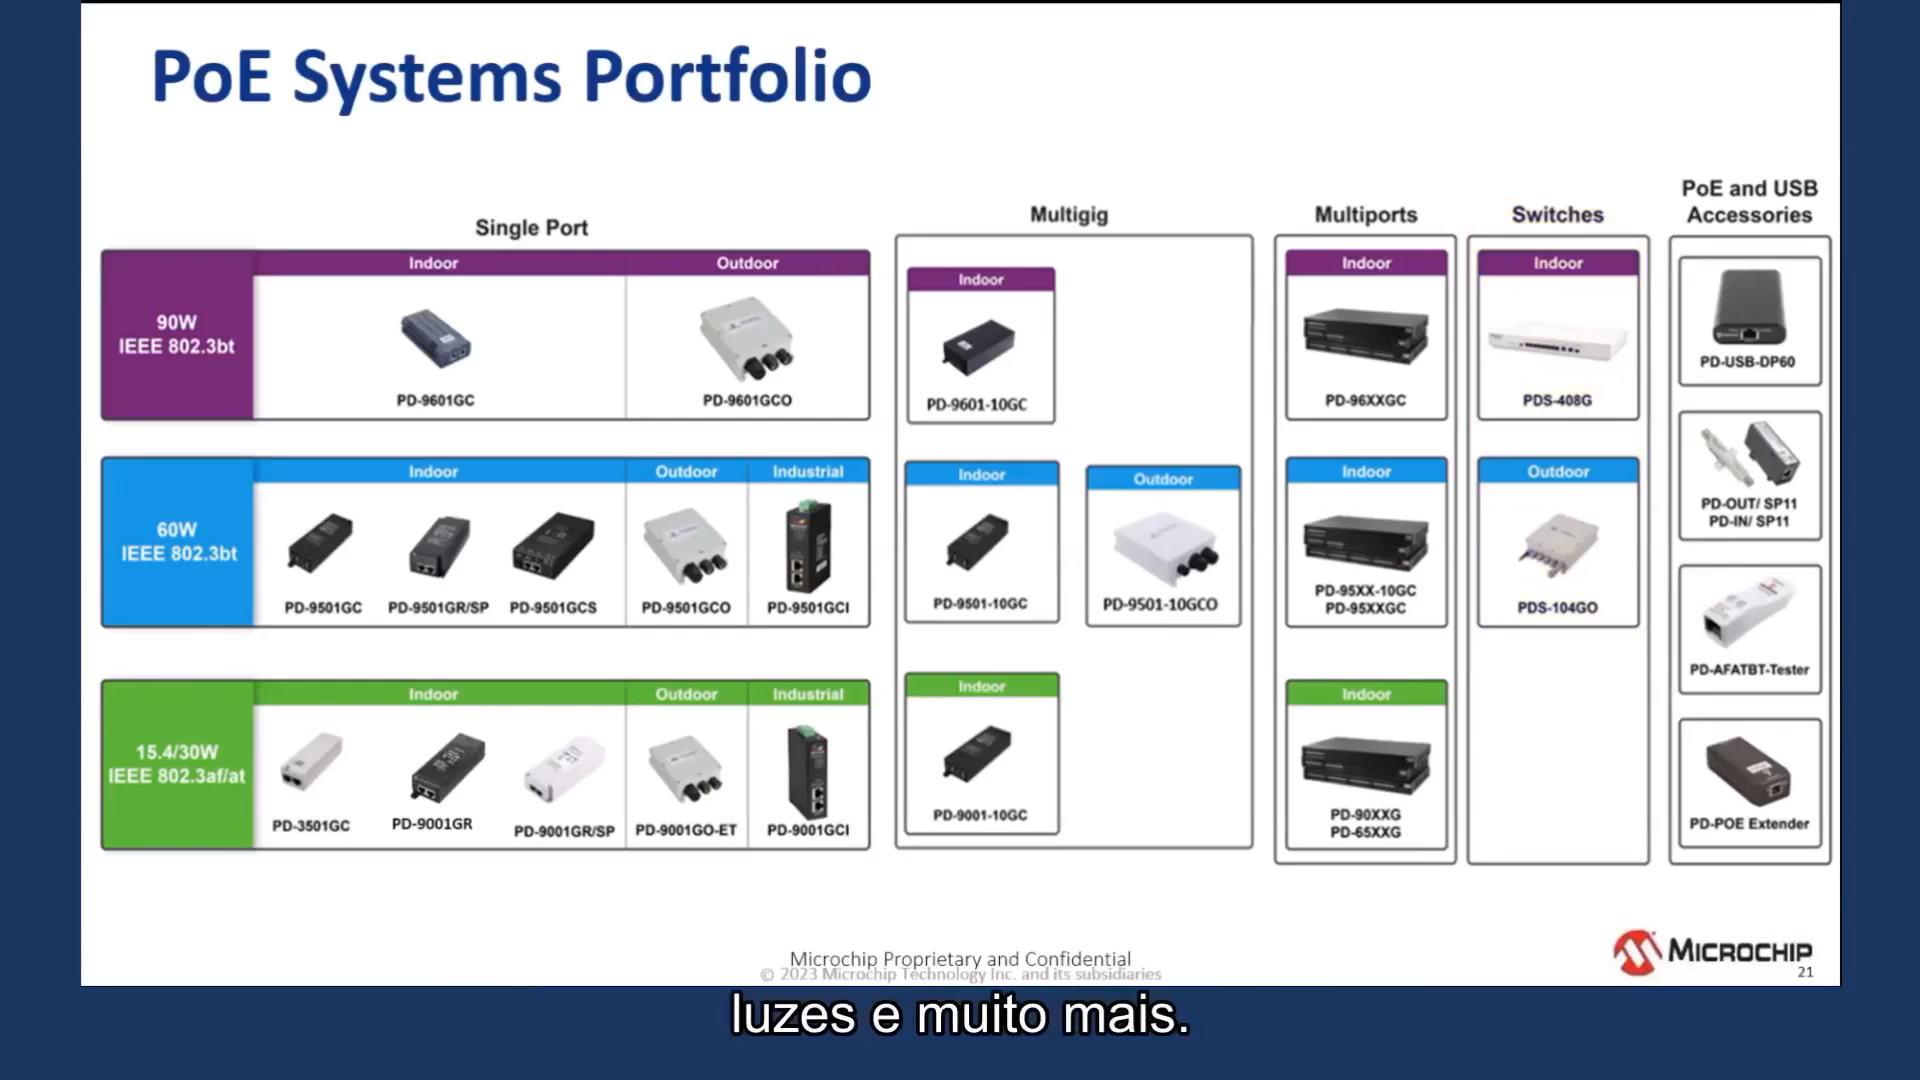 PoE Systems Portfolio
Single Port
Multigig
Multiports
Switches
PoE and USB
Accessories
90W
IEEE 802.3bt
Indoor
PD-9601GC
Outdoor
PD-9601GCO
Indoor
PD-9601-10GC
Indoor
PD-96XXGC
Indoor
PDS-408G
PD-USB-DP60
60W
IEEE 802.3bt
Indoor
PD-9501GC
PD-9501GR/SP
PD-9501GCS
Outdoor
PD-9501GCO
Industrial
PD-9501GCI
Indoor
PD-9501-10GC
Outdoor
PD-9501-10GCO
Indoor
PD-95XX-10GC
PD-95XXGC
Outdoor
PDS-104GO
PD-OUT/ SP11
PD-IN/ SP11
PD-AFATBT-Tester
15.4/30W
IEEE 802.3af/at
Indoor
PD-3501GC
PD-9001GR
PD-9001GR/SP
Outdoor
PD-9001GO-ET
Industrial
PD-9001GCI
Indoor
PD-9001-10GC
Indoor
PD-90XXG
PD-65XXG
PD-POE Extender
Microchip Proprietary and Confidential
© 2023 Microchip Technology Inc. and its subsidiaries
MICROCHIP
21
luzes e muito mais.